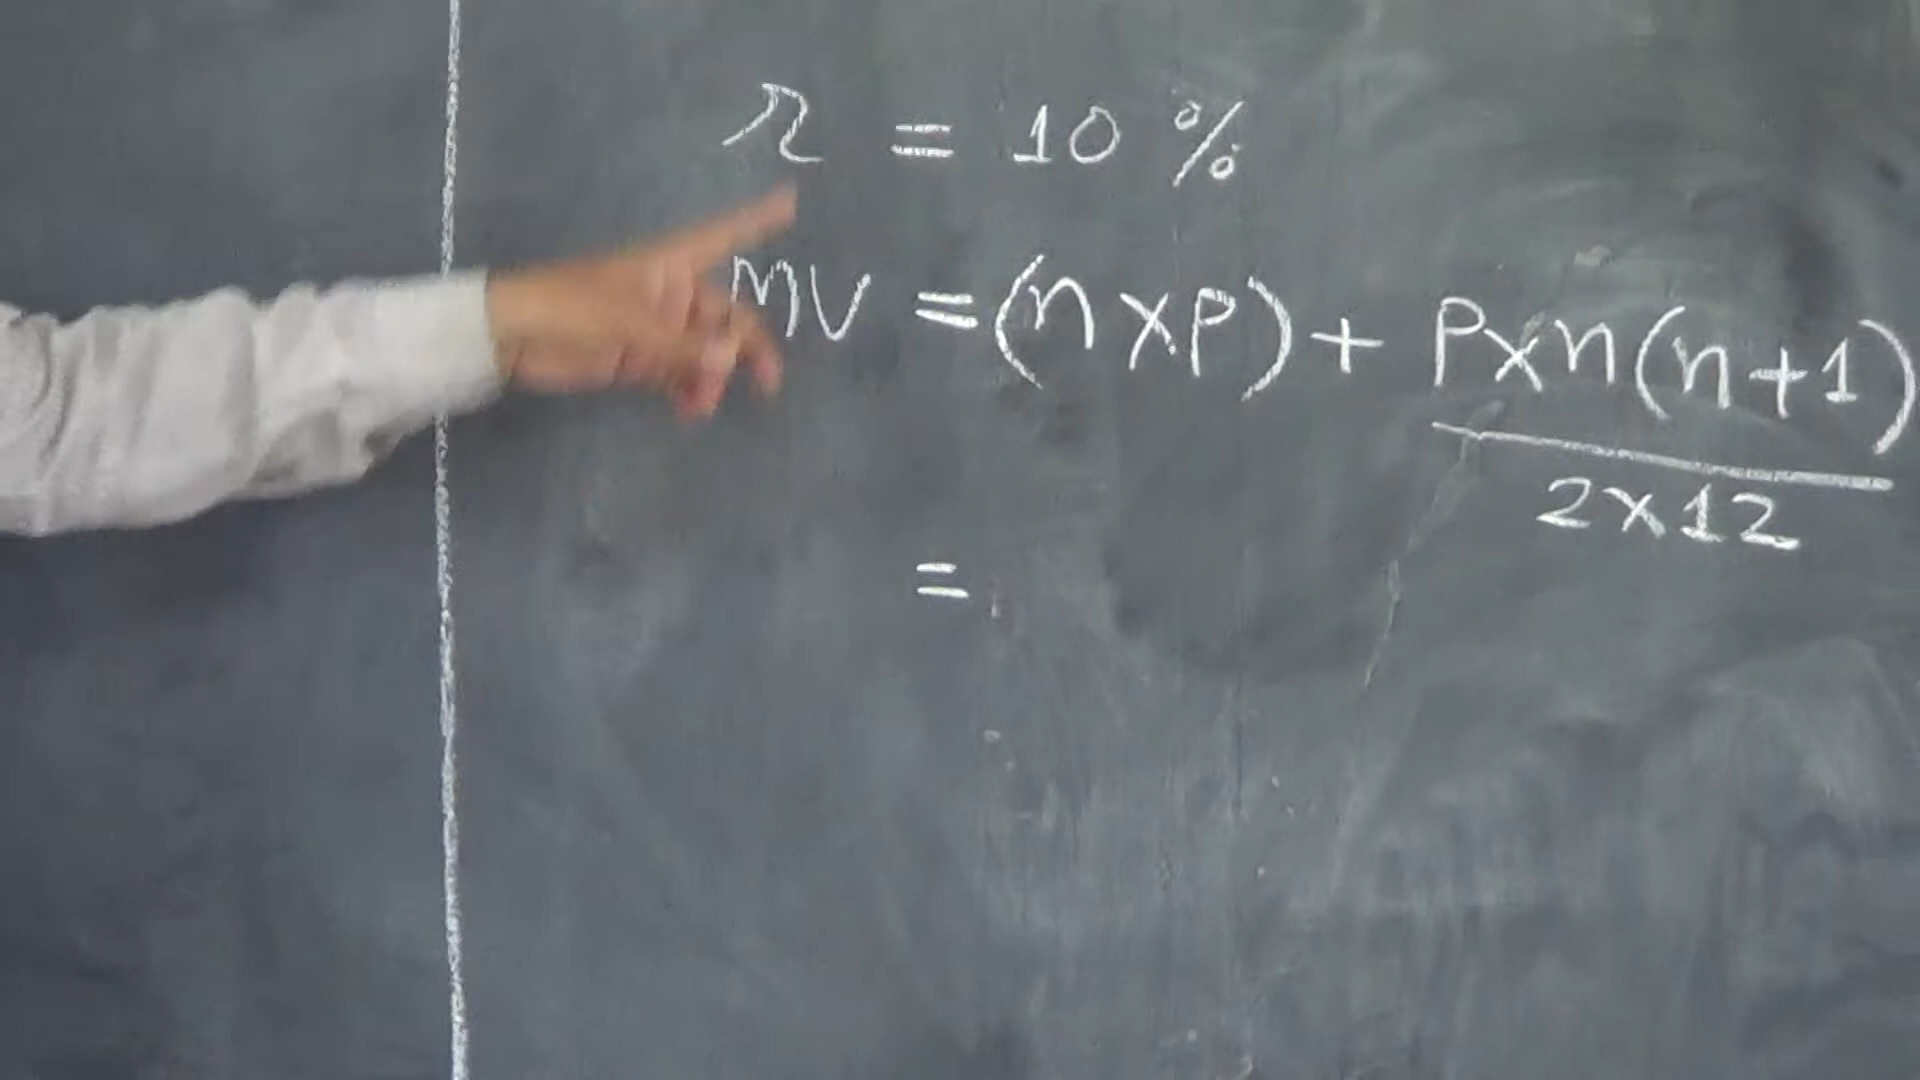 r = 10 %
MV = (n × P) + P × n (n + 1)
2 × 12
=